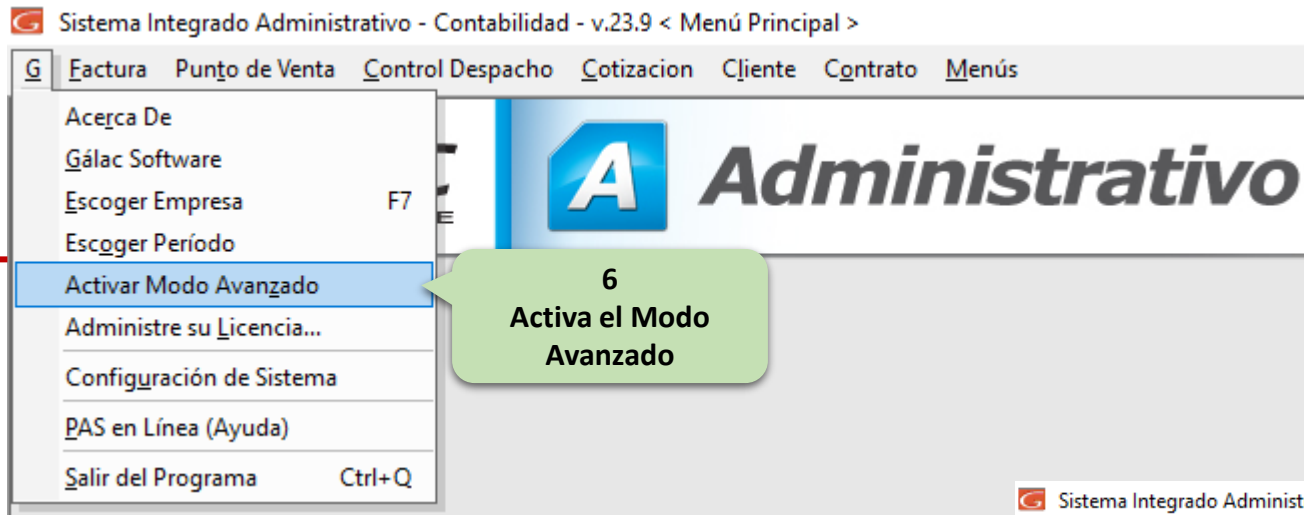 Sistema Integrado Administrativo - Contabilidad - v.23.9 < Menú Principal >
G Factura Punto de Venta Control Despacho Cotizacion Cliente Contrato Menús
Acerca De
Gálac Software
Escoger Empresa F7
Escoger Período
Activar Modo Avanzado
Administre su Licencia...
Configuración de Sistema
PAS en Línea (Ayuda)
Salir del Programa Ctrl+Q
A Administrativo
6
Activa el Modo
Avanzado
Sistema Integrado Administ